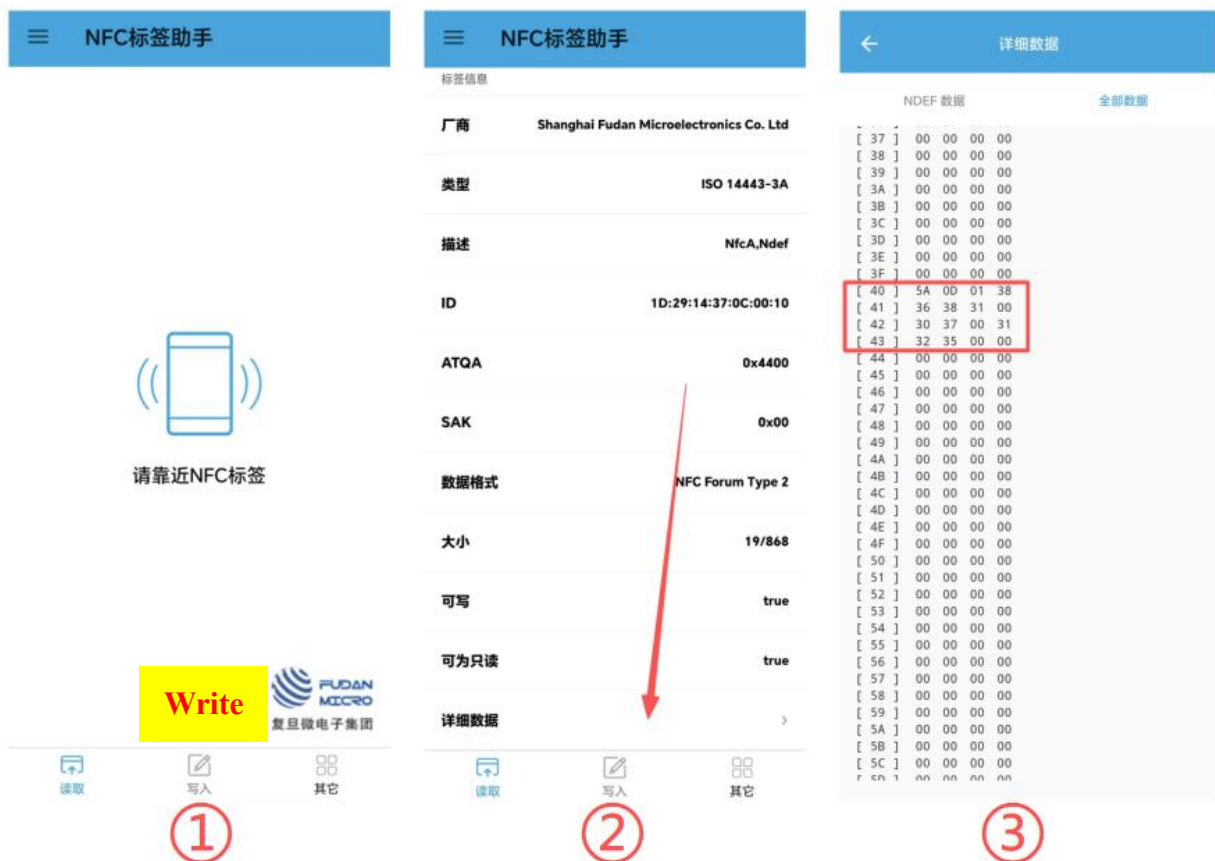 NFC标签助手
请靠近NFC标签
Write
FUDAN
MICRO
复旦微电子集团
读取
写入
其它
①
NFC标签助手
标签信息
厂商 Shanghai Fudan Microelectronics Co. Ltd
类型 ISO 14443-3A
描述 NfcA,Ndef
ID 1D:29:14:37:0C:00:10
ATQA 0x4400
SAK 0x00
数据格式 NFC Forum Type 2
大小 19/868
可写 true
可为只读 true
详细数据
读取
写入
其它
②
详细数据
NDEF 数据 全部数据
[ 37 ] 00 00 00 00
[ 38 ] 00 00 00 00
[ 39 ] 00 00 00 00
[ 3A ] 00 00 00 00
[ 3B ] 00 00 00 00
[ 3C ] 00 00 00 00
[ 3D ] 00 00 00 00
[ 3E ] 00 00 00 00
[ 3F ] 00 00 00 00
[ 40 ] 5A 0D 01 38
[ 41 ] 36 38 31 00
[ 42 ] 30 37 00 31
[ 43 ] 32 35 00 00
[ 44 ] 00 00 00 00
[ 45 ] 00 00 00 00
[ 46 ] 00 00 00 00
[ 47 ] 00 00 00 00
[ 48 ] 00 00 00 00
[ 49 ] 00 00 00 00
[ 4A ] 00 00 00 00
[ 4B ] 00 00 00 00
[ 4C ] 00 00 00 00
[ 4D ] 00 00 00 00
[ 4E ] 00 00 00 00
[ 4F ] 00 00 00 00
[ 50 ] 00 00 00 00
[ 51 ] 00 00 00 00
[ 52 ] 00 00 00 00
[ 53 ] 00 00 00 00
[ 54 ] 00 00 00 00
[ 55 ] 00 00 00 00
[ 56 ] 00 00 00 00
[ 57 ] 00 00 00 00
[ 58 ] 00 00 00 00
[ 59 ] 00 00 00 00
[ 5A ] 00 00 00 00
[ 5B ] 00 00 00 00
[ 5C ] 00 00 00 00
③